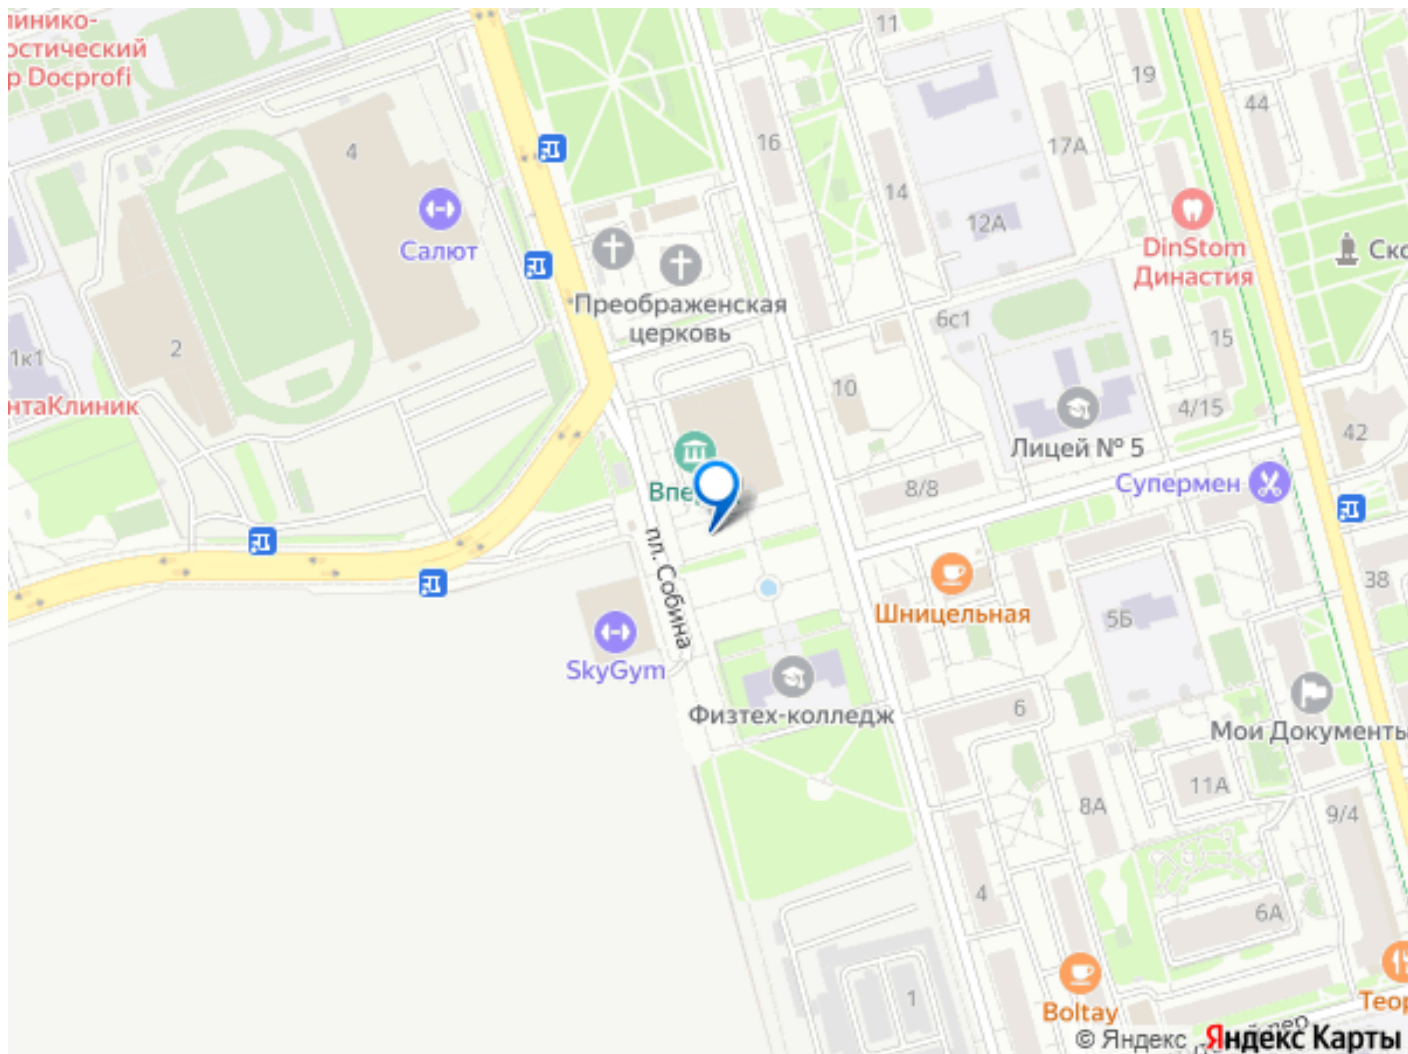 линико-
остический
р Docprofi
11
19
44
4
16
17А
14
12А
Салют
DinStom
Династия
Ско
Преображенская
церковь
6с1
1к1
2
15
10
нтаКлиник
4/15
42
Лицей № 5
8/8
Супермен
Впе
пл. Собина
38
Шницельная
5Б
SkyGym
Физтех-колледж
6
Мои Документы
11А
8А
9/4
4
6А
1
Boltay
Теор
пер
© Яндекс
Яндекс Карты